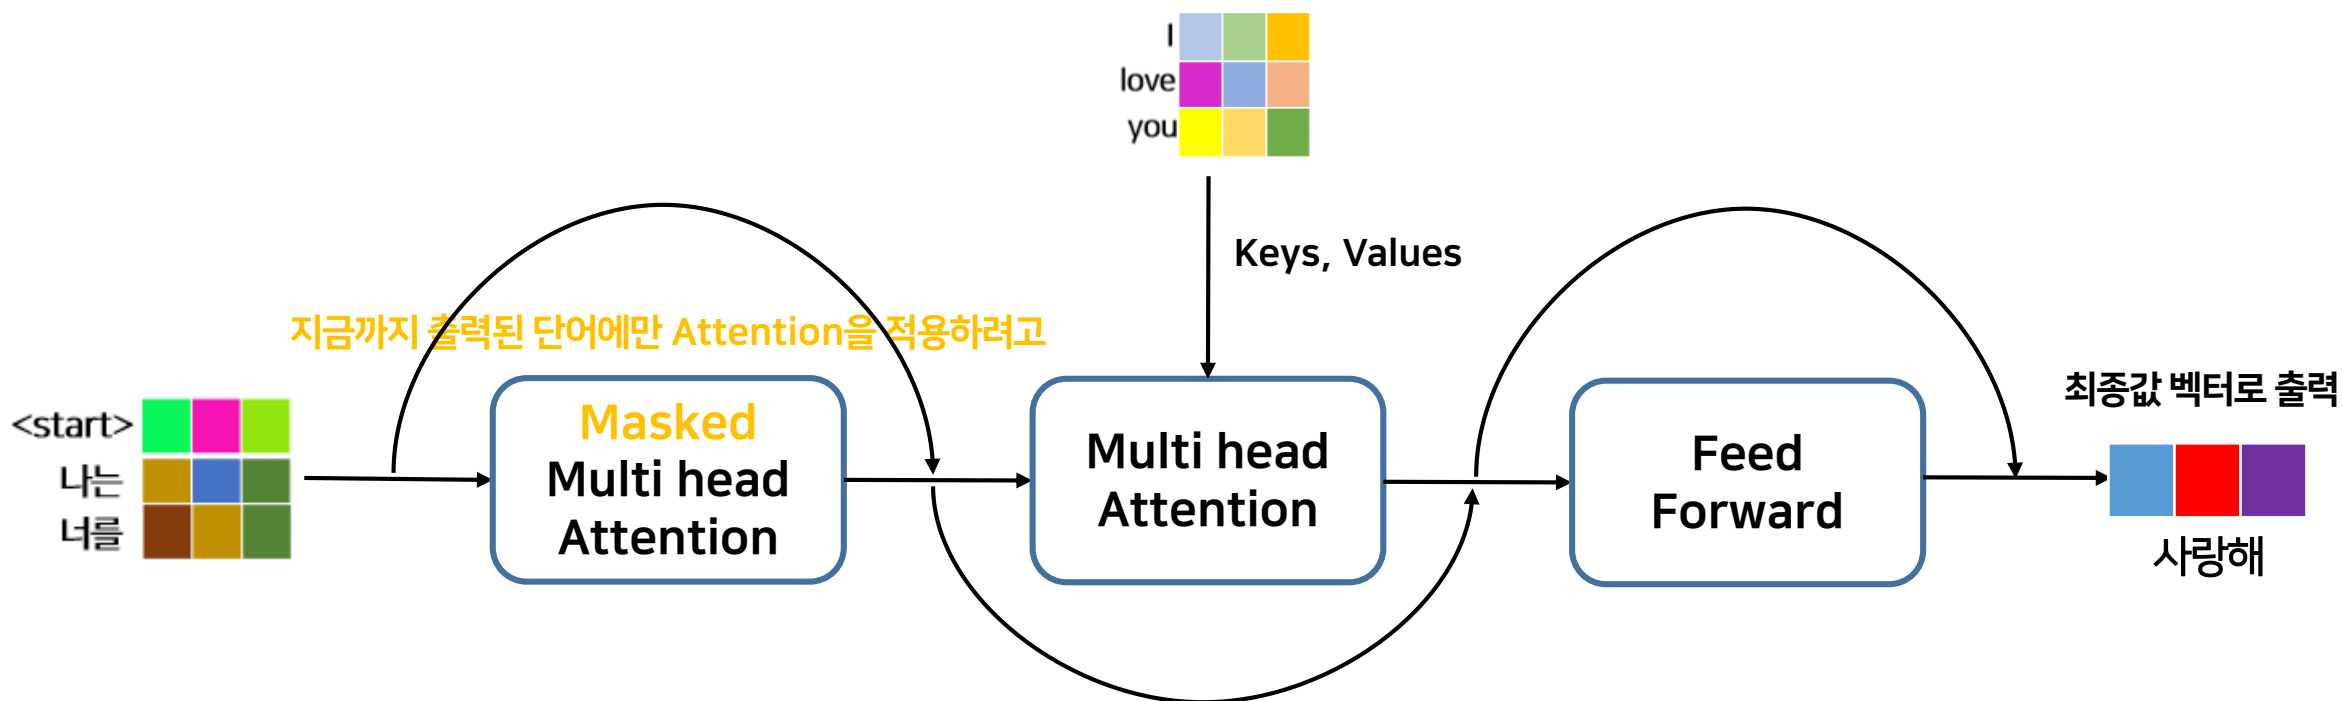 I
love
you
Keys, Values
지금까지 출력된 단어에만 Attention을 적용하려고
<start>
나는
너를
Masked
Multi head
Attention
Multi head
Attention
Feed
Forward
최종값 벡터로 출력
사랑해